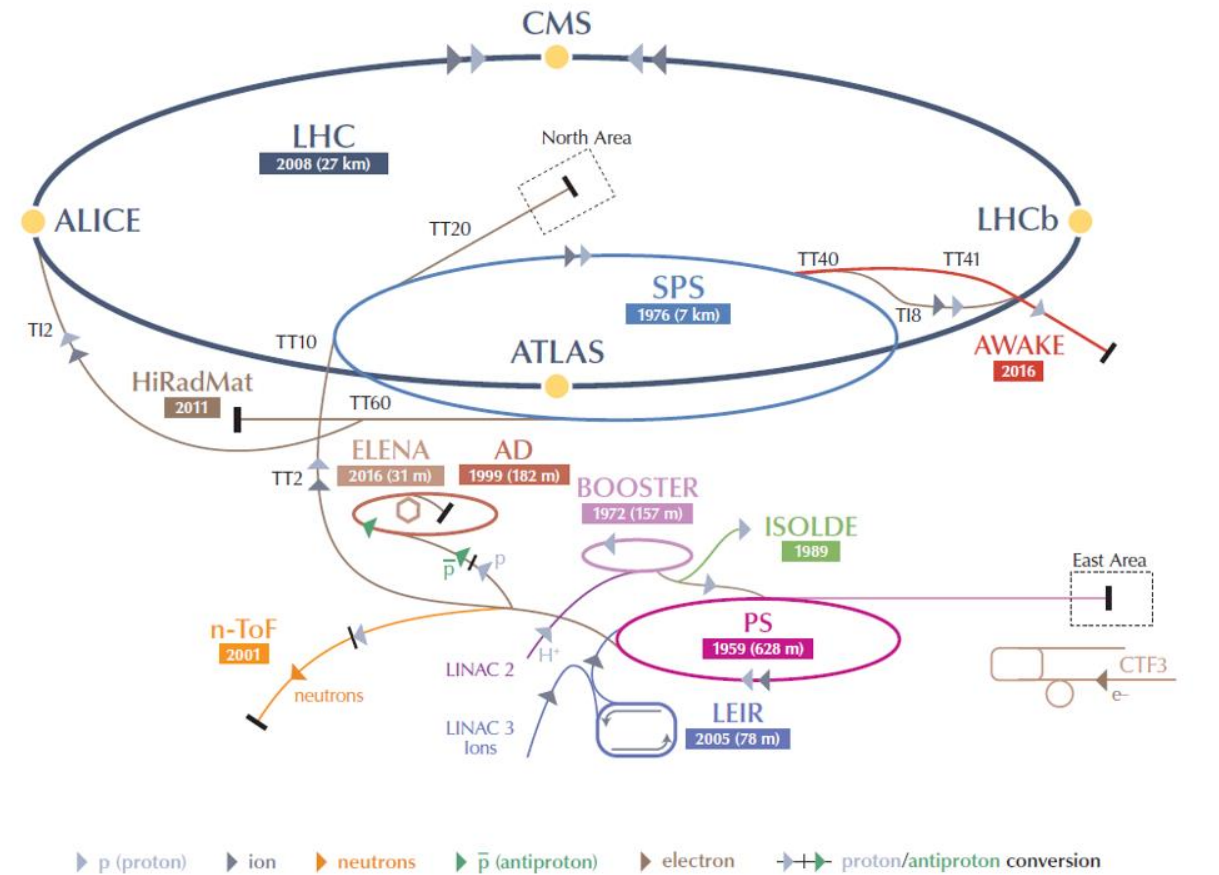 CMS
LHC
2008 (27 km)
North Area
ALICE
TT20
LHCb
TT40
TT41
SPS
1976 (7 km)
TI2
TT10
TI8
ATLAS
AWAKE
2016
HiRadMat
2011
TT60
ELENA
2016 (31 m)
AD
1999 (182 m)
TT2
BOOSTER
1972 (157 m)
ISOLDE
1989
p̅
p
East Area
n-ToF
2001
PS
1959 (628 m)
H⁺
LINAC 2
neutrons
CTF3
e–
LINAC 3
Ions
LEIR
2005 (78 m)
p (proton) ion neutrons p̅ (antiproton) electron proton/antiproton conversion